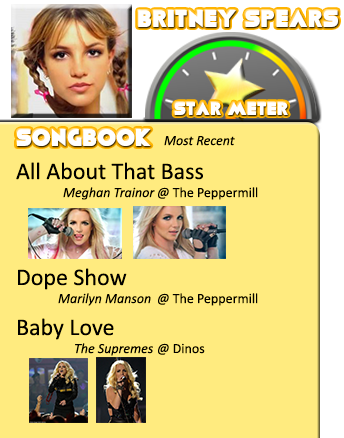 BRITNEY SPEARS
STAR METER
SONGBOOK Most Recent
All About That Bass
Meghan Trainor @ The Peppermill
Dope Show
Marilyn Manson @ The Peppermill
Baby Love
The Supremes @ Dinos